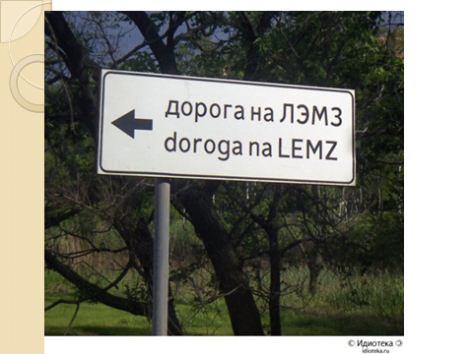 дорога на ЛЭМЗ
doroga na LEMZ
© Идиотека Э
idioteka.ru